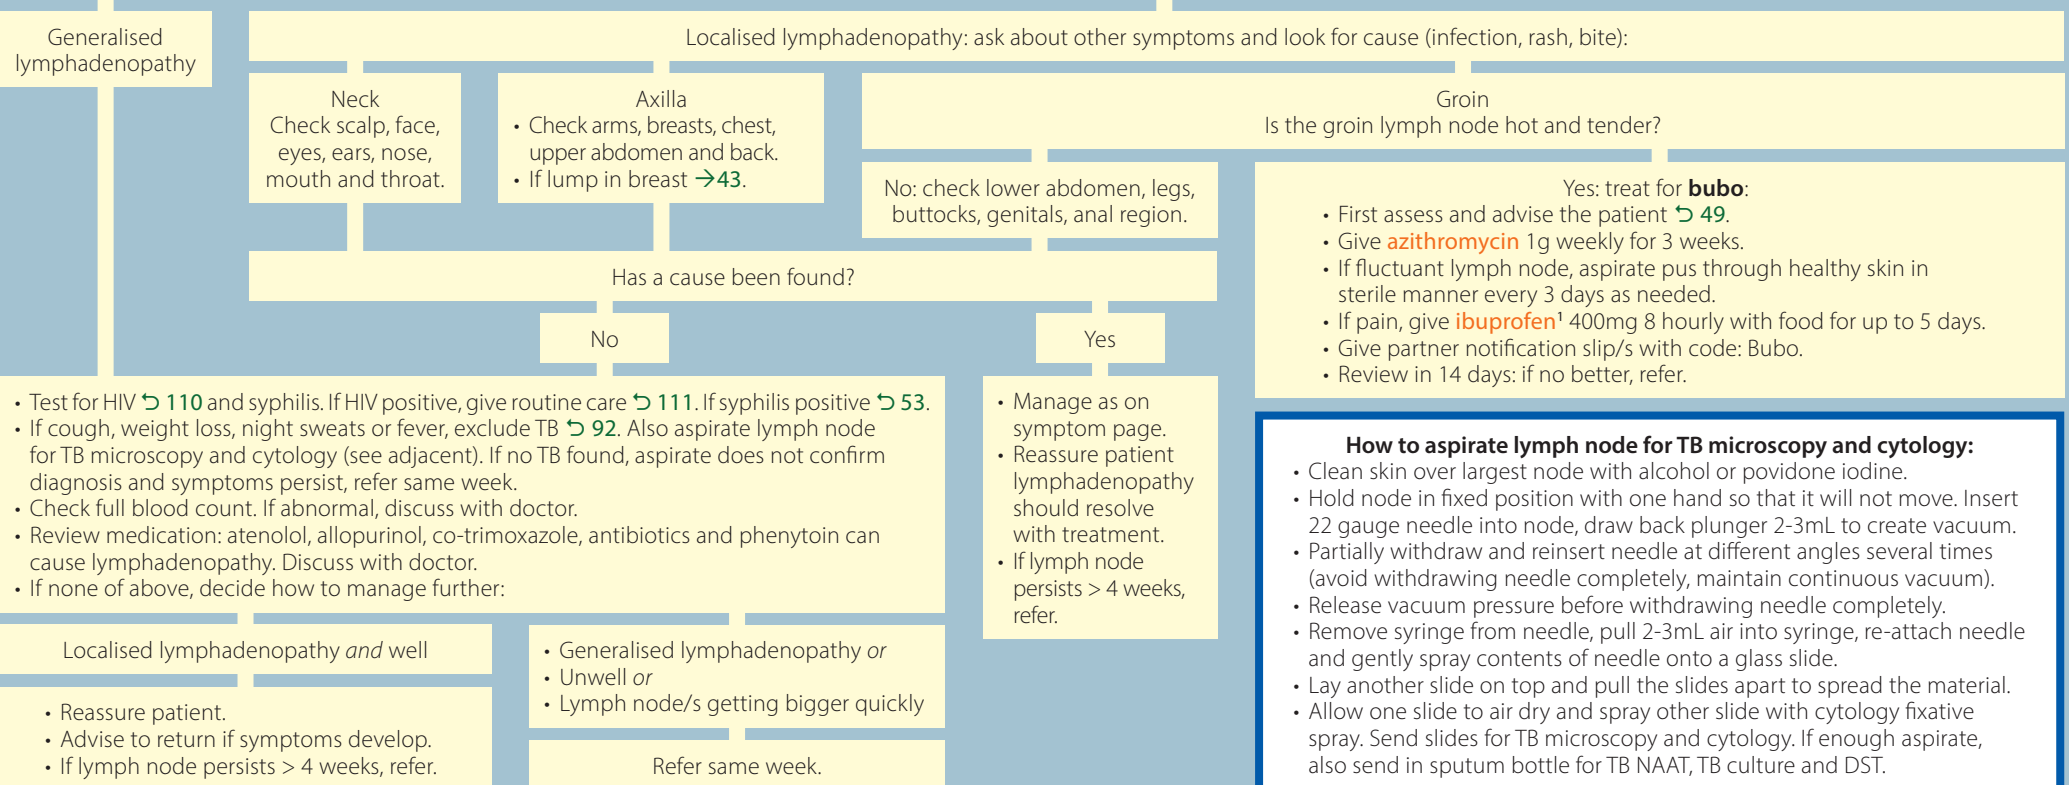 Generalised
lymphadenopathy
Localised lymphadenopathy: ask about other symptoms and look for cause (infection, rash, bite):
Neck
Check scalp, face,
eyes, ears, nose,
mouth and throat.
Axilla
• Check arms, breasts, chest,
upper abdomen and back.
• If lump in breast →43.
Groin
Is the groin lymph node hot and tender?
No: check lower abdomen, legs,
buttocks, genitals, anal region.
Yes: treat for bubo:
• First assess and advise the patient ⮌ 49.
• Give azithromycin 1g weekly for 3 weeks.
• If fluctuant lymph node, aspirate pus through healthy skin in
sterile manner every 3 days as needed.
• If pain, give ibuprofen¹ 400mg 8 hourly with food for up to 5 days.
• Give partner notification slip/s with code: Bubo.
• Review in 14 days: if no better, refer.
Has a cause been found?
No
Yes
• Test for HIV ⮌ 110 and syphilis. If HIV positive, give routine care ⮌ 111. If syphilis positive ⮌ 53.
• If cough, weight loss, night sweats or fever, exclude TB ⮌ 92. Also aspirate lymph node
for TB microscopy and cytology (see adjacent). If no TB found, aspirate does not confirm
diagnosis and symptoms persist, refer same week.
• Check full blood count. If abnormal, discuss with doctor.
• Review medication: atenolol, allopurinol, co-trimoxazole, antibiotics and phenytoin can
cause lymphadenopathy. Discuss with doctor.
• If none of above, decide how to manage further:
• Manage as on
symptom page.
• Reassure patient
lymphadenopathy
should resolve
with treatment.
• If lymph node
persists > 4 weeks,
refer.
Localised lymphadenopathy and well
• Reassure patient.
• Advise to return if symptoms develop.
• If lymph node persists > 4 weeks, refer.
• Generalised lymphadenopathy or
• Unwell or
• Lymph node/s getting bigger quickly
Refer same week.
How to aspirate lymph node for TB microscopy and cytology:
• Clean skin over largest node with alcohol or povidone iodine.
• Hold node in fixed position with one hand so that it will not move. Insert
22 gauge needle into node, draw back plunger 2-3mL to create vacuum.
• Partially withdraw and reinsert needle at different angles several times
(avoid withdrawing needle completely, maintain continuous vacuum).
• Release vacuum pressure before withdrawing needle completely.
• Remove syringe from needle, pull 2-3mL air into syringe, re-attach needle
and gently spray contents of needle onto a glass slide.
• Lay another slide on top and pull the slides apart to spread the material.
• Allow one slide to air dry and spray other slide with cytology fixative
spray. Send slides for TB microscopy and cytology. If enough aspirate,
also send in sputum bottle for TB NAAT, TB culture and DST.